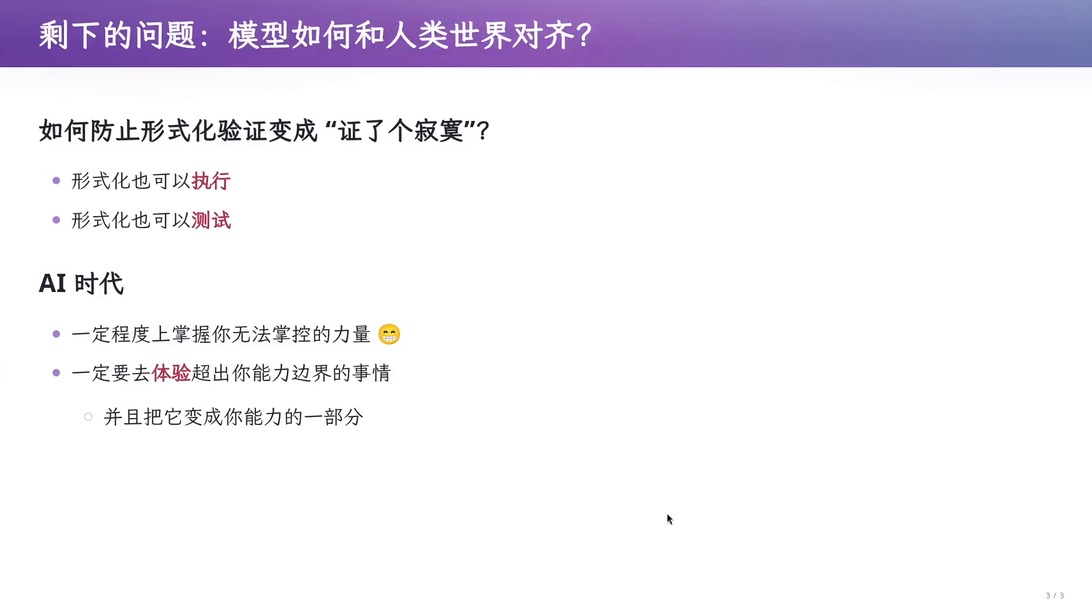 剩下的问题：模型如何和人类世界对齐？
如何防止形式化验证变成 “证了个寂寞”？
形式化也可以执行
形式化也可以测试
AI 时代
一定程度上掌握你无法掌控的力量 😁
一定要去体验超出你能力边界的事情
并且把它变成你能力的一部分
3 / 3